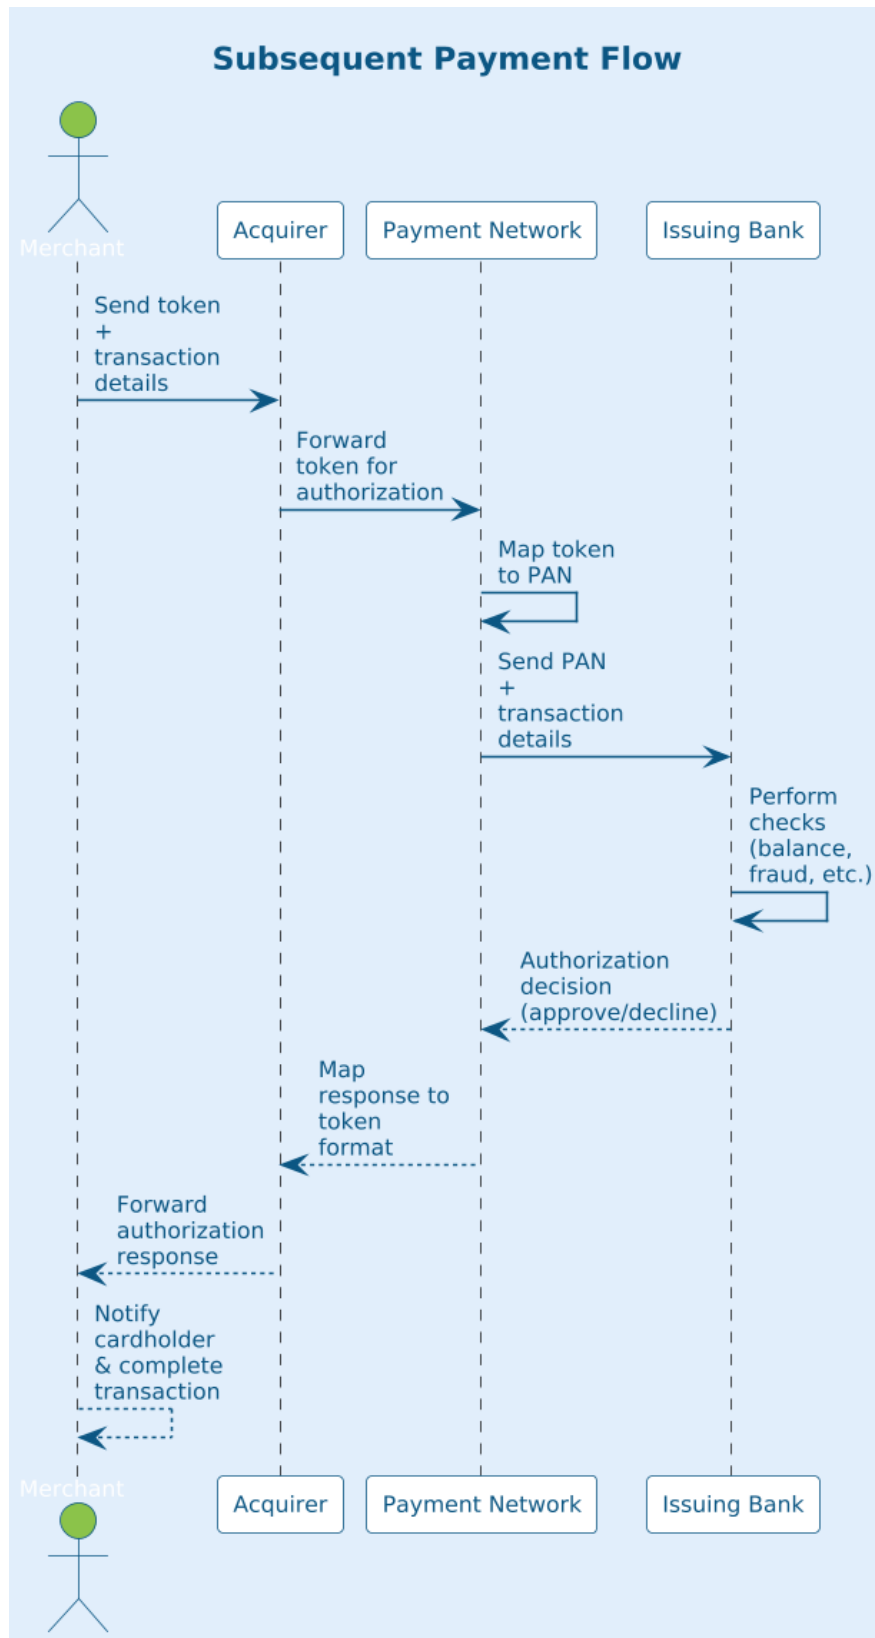 Subsequent Payment Flow
Merchant
Acquirer
Payment Network
Issuing Bank
Send token
+
transaction
details
Forward
token for
authorization
Map token
to PAN
Send PAN
+
transaction
details
Perform
checks
(balance,
fraud, etc.)
Authorization
decision
(approve/decline)
Map
response to
token
format
Forward
authorization
response
Notify
cardholder
& complete
transaction
Merchant
Acquirer
Payment Network
Issuing Bank